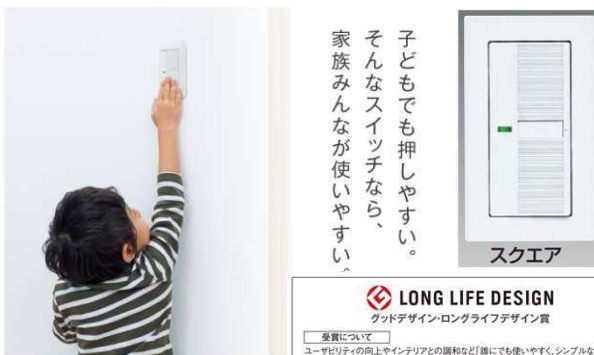 子どもでも押しやすい。
そんなスイッチなら、
家族みんなが使いやすい。
スクエア
LONG LIFE DESIGN
グッドデザイン・ロングライフデザイン賞
受賞について
ユーザビリティの向上やインテリアとの調和など「誰にでも使いやすく、シンプルな